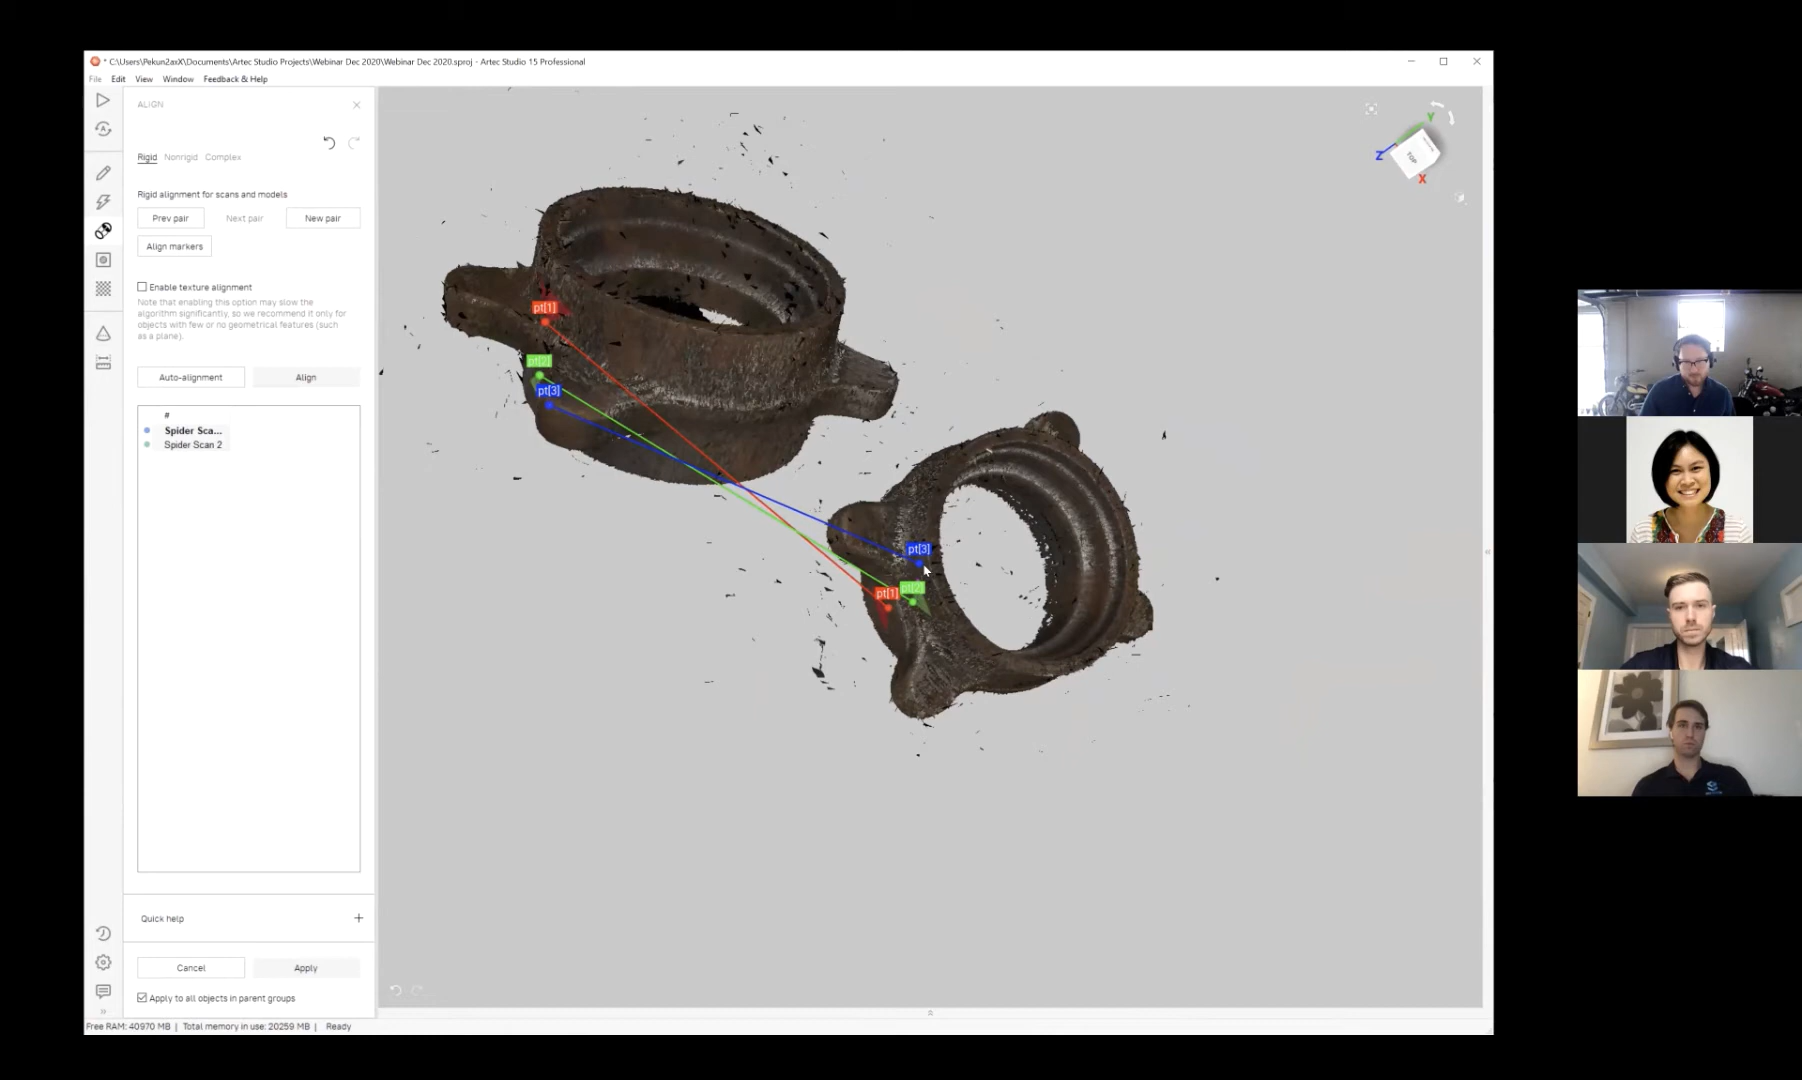 * C:\Users\Pekun2axX\Documents\Artec Studio Projects\Webinar Dec 2020\Webinar Dec 2020.sproj - Artec Studio 15 Professional
File Edit View Window Feedback & Help
ALIGN
Rigid Nonrigid Complex
Rigid alignment for scans and models
Prev pair Next pair New pair
Align markers
Enable texture alignment
Note that enabling this option may slow the
algorithm significantly, so we recommend it only for
objects with few or no geometrical features (such
as a plane).
Auto-alignment Align
#
Spider Sca...
Spider Scan 2
Quick help
Cancel Apply
Apply to all objects in parent groups
Free RAM: 40970 MB | Total memory in use: 20259 MB | Ready
pt[1]
pt[2]
pt[3]
pt[3]
pt[1] pt[2]
Y
Z
TOP
X